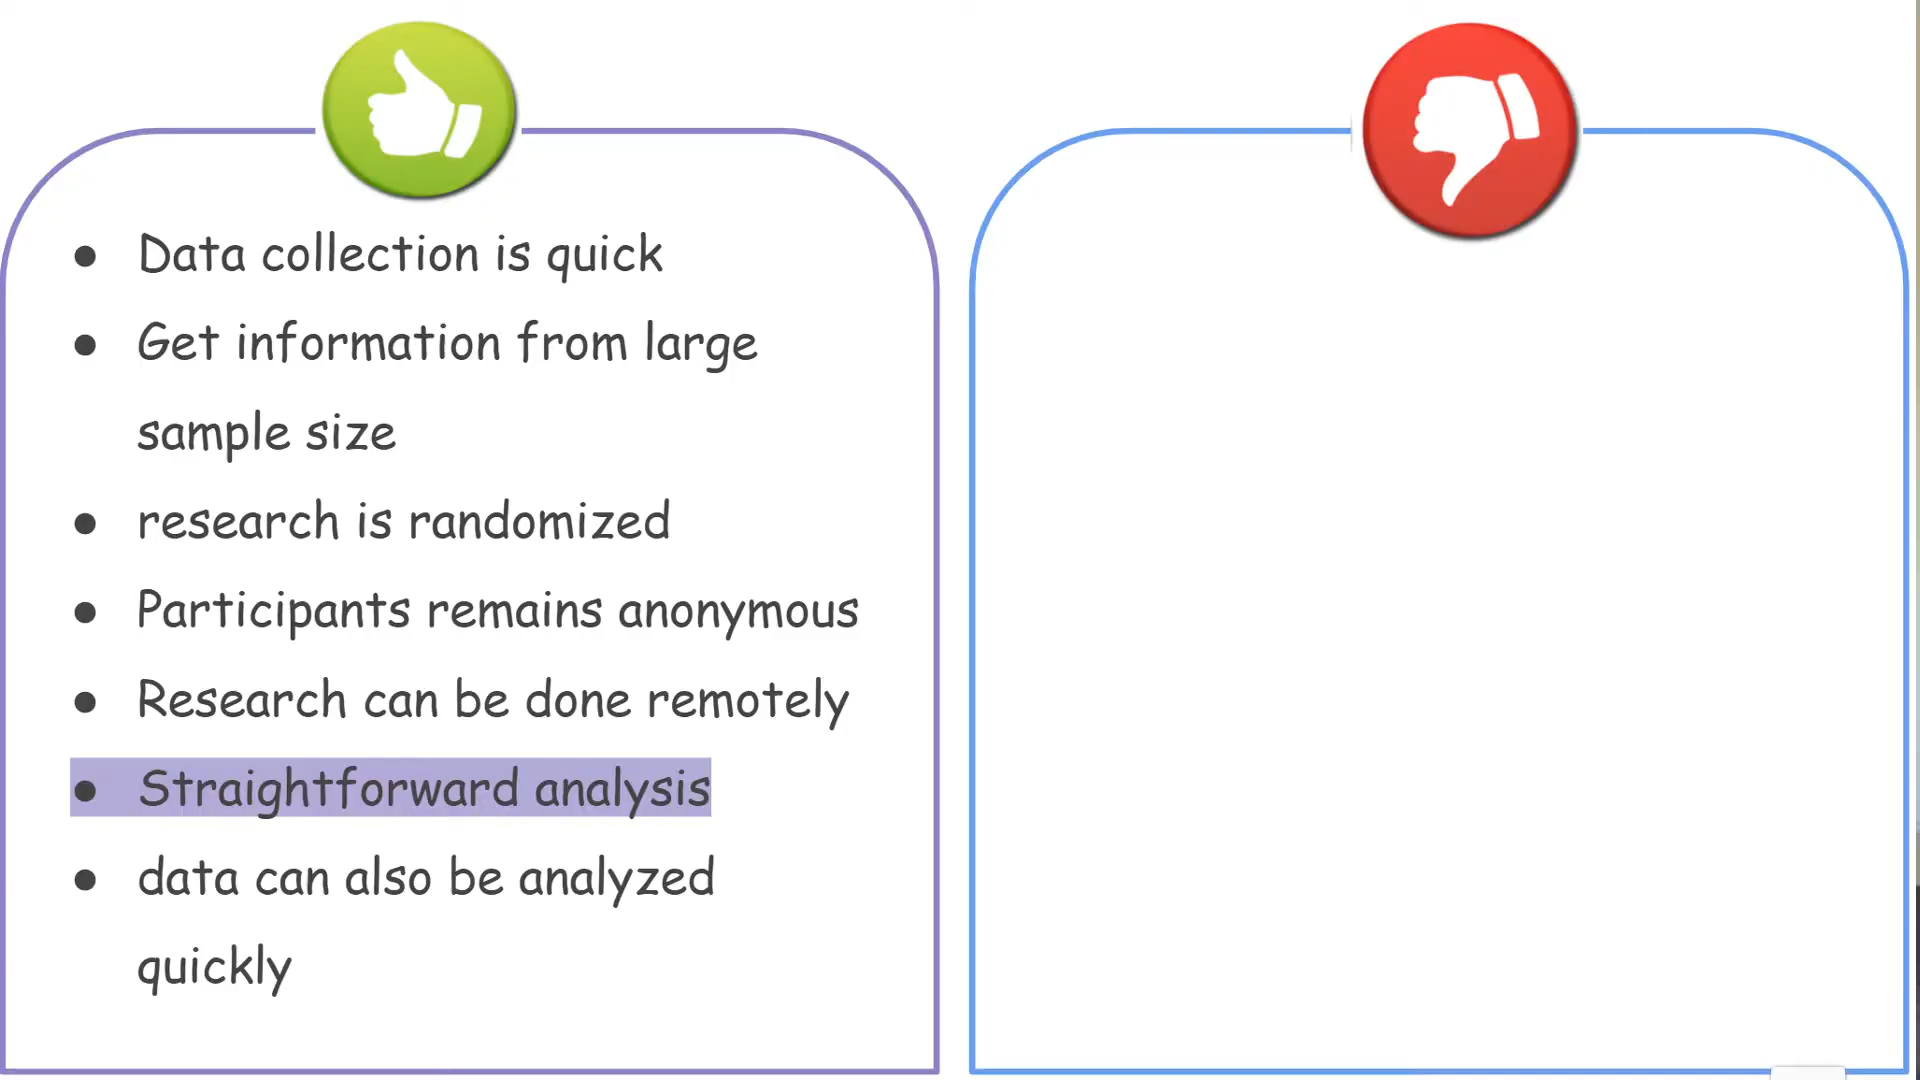 ● Data collection is quick
● Get information from large
sample size
● research is randomized
● Participants remains anonymous
● Research can be done remotely
● Straightforward analysis
● data can also be analyzed
quickly